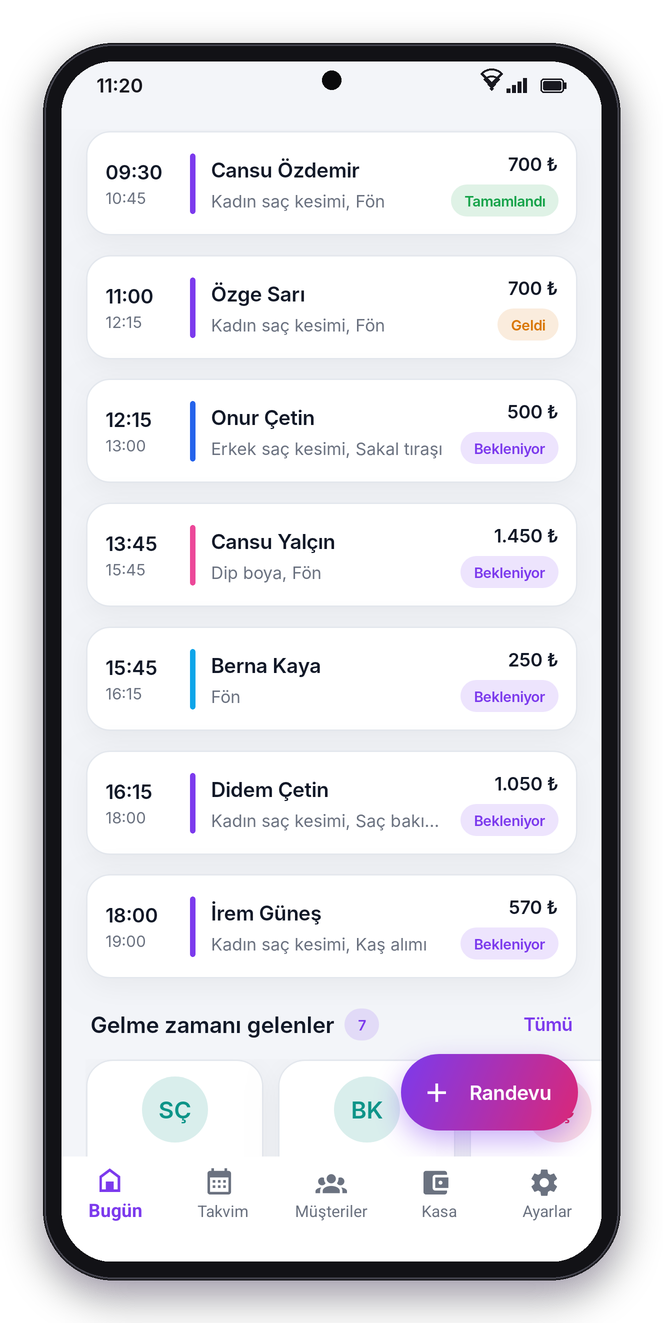 11:20
09:30
10:45
Cansu Özdemir
Kadın saç kesimi, Fön
700 ₺
Tamamlandı
11:00
12:15
Özge Sarı
Kadın saç kesimi, Fön
700 ₺
Geldi
12:15
13:00
Onur Çetin
Erkek saç kesimi, Sakal tıraşı
500 ₺
Bekleniyor
13:45
15:45
Cansu Yalçın
Dip boya, Fön
1.450 ₺
Bekleniyor
15:45
16:15
Berna Kaya
Fön
250 ₺
Bekleniyor
16:15
18:00
Didem Çetin
Kadın saç kesimi, Saç bakı...
1.050 ₺
Bekleniyor
18:00
19:00
İrem Güneş
Kadın saç kesimi, Kaş alımı
570 ₺
Bekleniyor
Gelme zamanı gelenler 7
Tümü
SÇ
BK
+ Randevu
Bugün
Takvim
Müşteriler
Kasa
Ayarlar